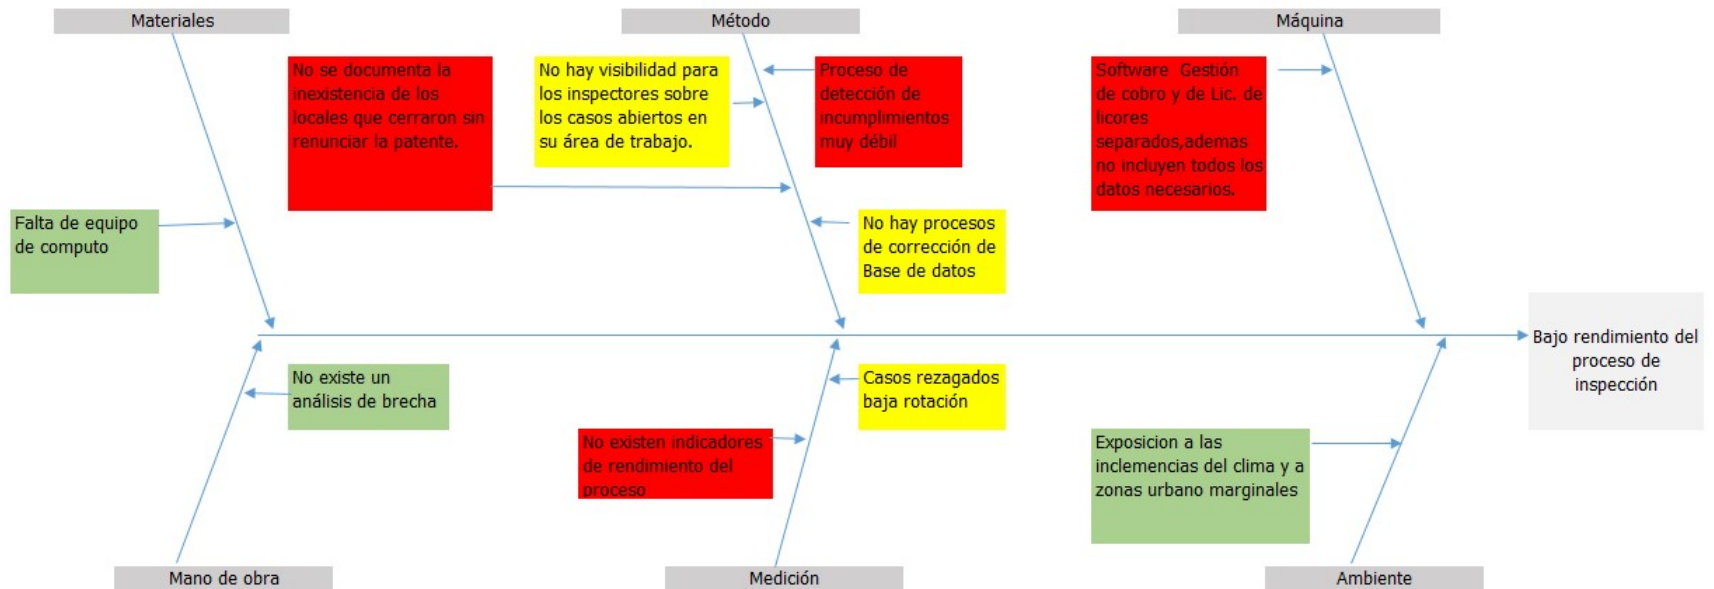 Materiales
Método
Máquina
No se documenta la
inexistencia de los
locales que cerraron sin
renunciar la patente.
No hay visibilidad para
los inspectores sobre
los casos abiertos en
su área de trabajo.
Proceso de
detección de
incumplimientos
muy débil
Software Gestión
de cobro y de Lic. de
licores
separados,ademas
no incluyen todos los
datos necesarios.
Falta de equipo
de computo
No hay procesos
de corrección de
Base de datos
Bajo rendimiento del
proceso de
inspección
No existe un
análisis de brecha
Casos rezagados
baja rotación
No existen indicadores
de rendimiento del
proceso
Exposicion a las
inclemencias del clima y a
zonas urbano marginales
Mano de obra
Medición
Ambiente